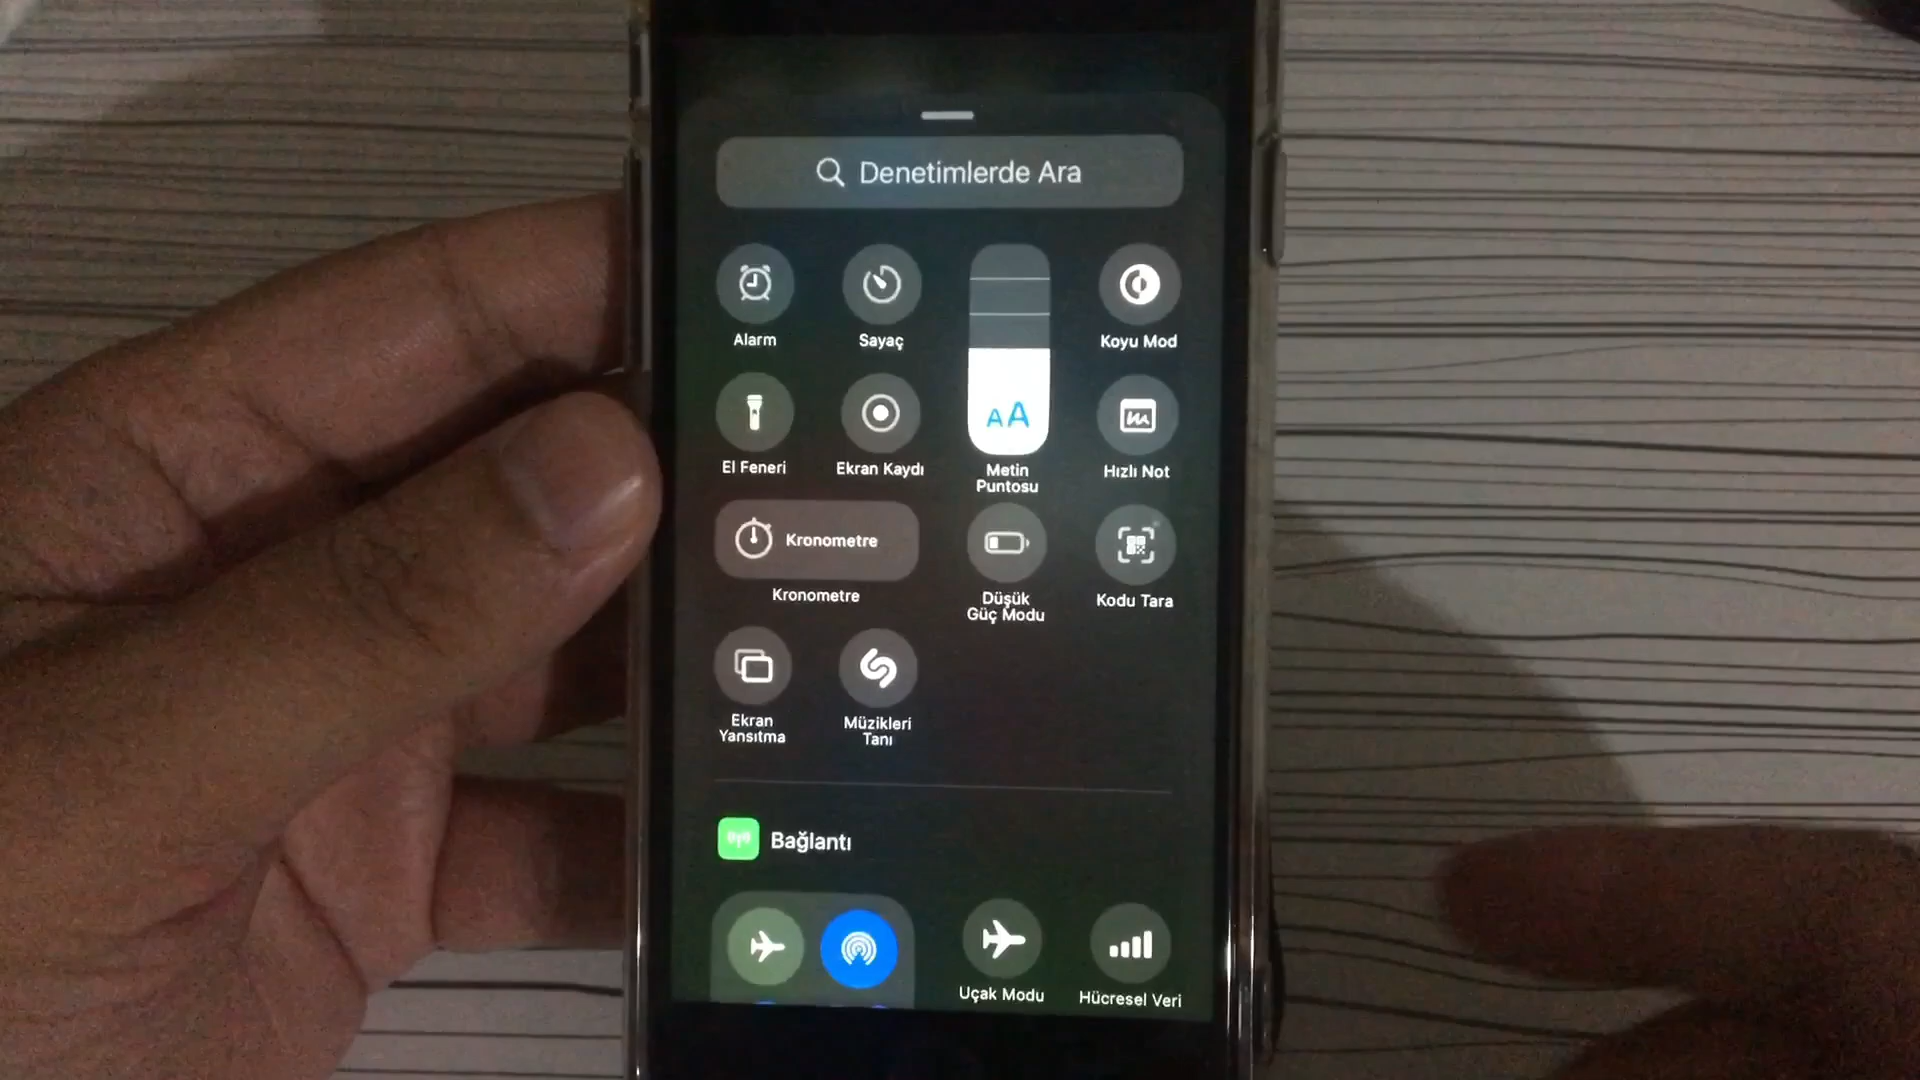 Denetimlerde Ara
Alarm
Sayaç
Koyu Mod
El Feneri
Ekran Kaydı
AA
Metin
Puntosu
Hızlı Not
Kronometre
Kronometre
Düşük
Güç Modu
Kodu Tara
Ekran
Yansıtma
Müzikleri
Tanı
Bağlantı
Uçak Modu
Hücresel Veri